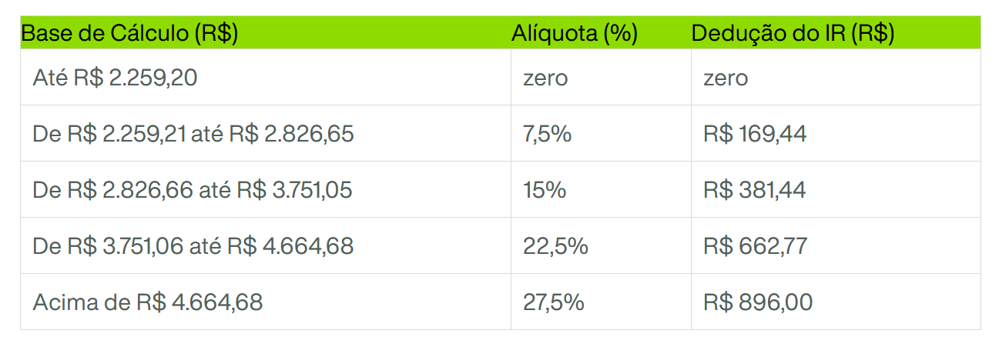 Base de Cálculo (R$) Alíquota (%) Dedução do IR (R$)
Até R$ 2.259,20 zero zero
De R$ 2.259,21 até R$ 2.826,65 7,5% R$ 169,44
De R$ 2.826,66 até R$ 3.751,05 15% R$ 381,44
De R$ 3.751,06 até R$ 4.664,68 22,5% R$ 662,77
Acima de R$ 4.664,68 27,5% R$ 896,00